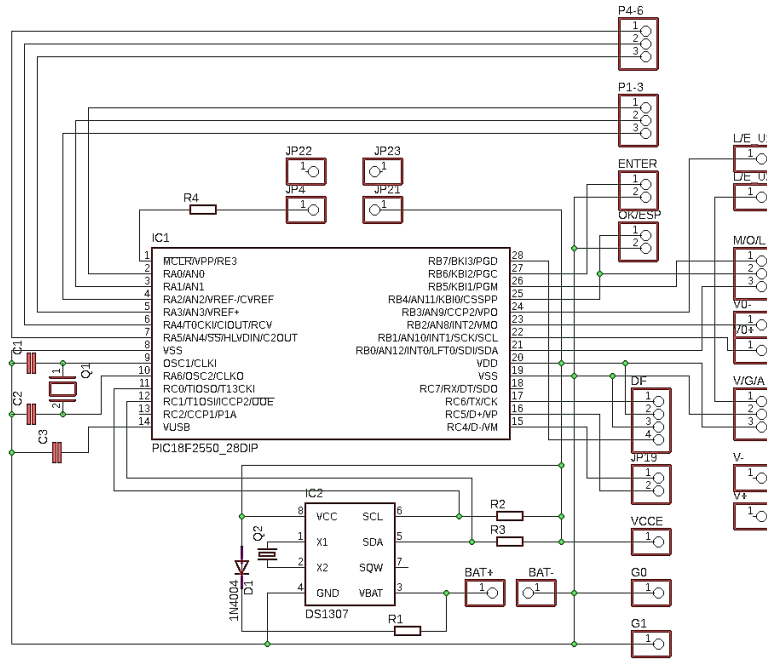 P4-6
1
2
3
P1-3
1
2
3
JP22
1
JP23
1
ENTER
1
2
L/E_U
1
L/E_U
1
R4
JP4
1
JP21
1
OK/ESP
1
2
IC1
M/O/L
1
2
3
1 MCLR/VPP/RE3 RB7/KBI3/PGD 28
2 RA0/AN0 RB6/KBI2/PGC 27
3 RA1/AN1 RB5/KBI1/PGM 26
4 RA2/AN2/VREF-/CVREF RB4/AN11/KBI0/CSSPP 25
5 RA3/AN3/VREF+ RB3/AN9/CCP2/VPO 24
6 RA4/T0CKI/C1OUT/RCV RB2/AN8/INT2/VMO 23
7 RA5/AN4/SS/HLVDIN/C2OUT RB1/AN10/INT1/SCK/SCL 22
8 VSS RB0/AN12/INT0/LFT0/SDI/SDA 21
9 OSC1/CLKI VDD 20
10 RA6/OSC2/CLKO VSS 19
11 RC0/TIOSO/T13CKI RC7/RX/DT/SDO 18
12 RC1/T1OSI/CCP2/UOE RC6/TX/CK 17
13 RC2/CCP1/P1A RC5/D+/VP 16
14 VUSB RC4/D-/VM 15
PIC18F2550_28DIP
V0-
1
V0+
1
C1
Q1
1
2
C2
C3
DF
1
2
3
4
V/G/A
1
2
3
JP19
1
2
V-
1
V+
1
IC2
8 VCC SCL 6
1 X1 SDA 5
2 X2 SQW 7
4 GND VBAT 3
DS1307
Q2
D1
1N4004
R2
R3
VCCE
1
BAT+
1
BAT-
1
G0
1
R1
G1
1